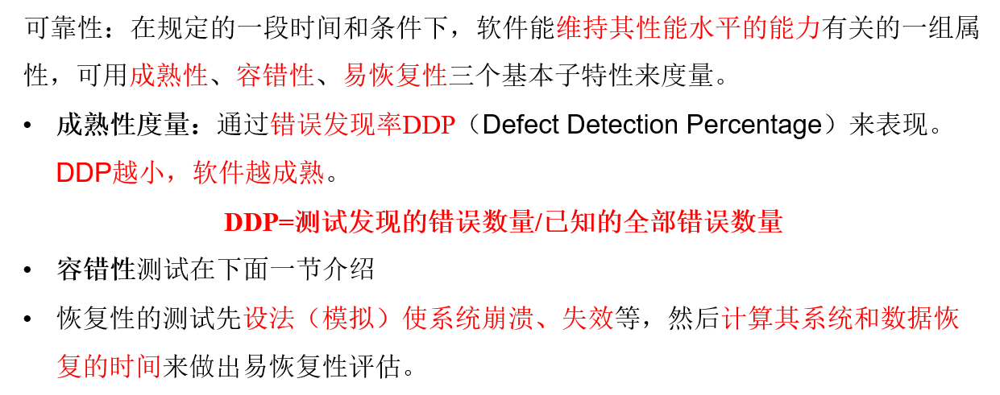 可靠性：在规定的一段时间和条件下，软件能维持其性能水平的能力有关的一组属
性，可用成熟性、容错性、易恢复性三个基本子特性来度量。
• 成熟性度量：通过错误发现率DDP（Defect Detection Percentage）来表现。
DDP越小，软件越成熟。
DDP=测试发现的错误数量/已知的全部错误数量
• 容错性测试在下面一节介绍
• 恢复性的测试先设法（模拟）使系统崩溃、失效等，然后计算其系统和数据恢
复的时间来做出易恢复性评估。